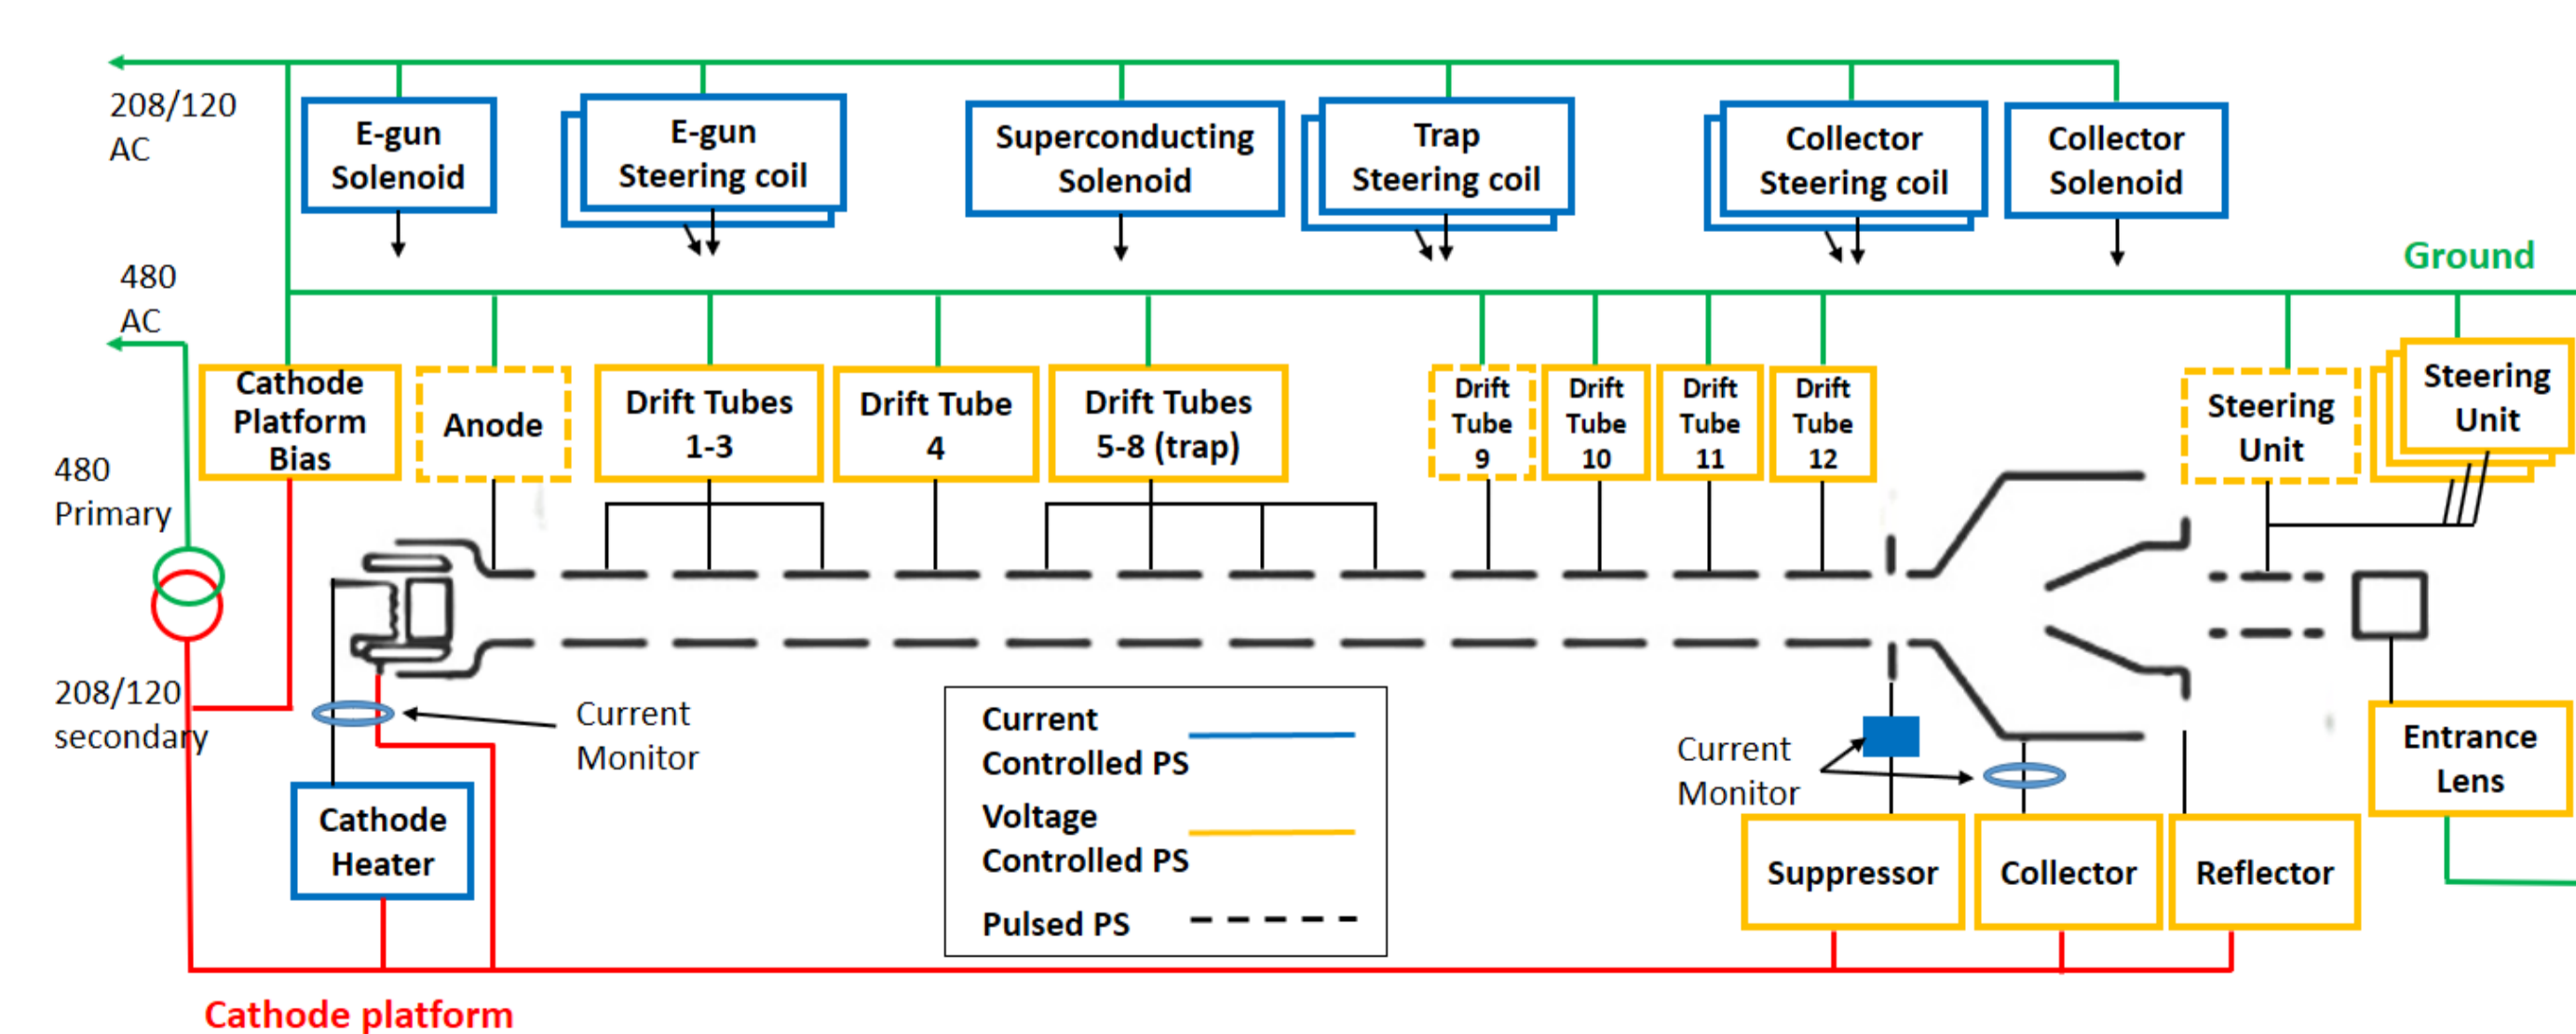 208/120
AC
E-gun
Solenoid
E-gun
Steering coil
Superconducting
Solenoid
Trap
Steering coil
Collector
Steering coil
Collector
Solenoid
Ground
480
AC
Cathode
Platform
Bias
Anode
Drift Tubes
1-3
Drift Tube
4
Drift Tubes
5-8 (trap)
Drift
Tube
9
Drift
Tube
10
Drift
Tube
11
Drift
Tube
12
Steering
Unit
Steering
Unit
480
Primary
208/120
secondary
Current
Monitor
Cathode
Heater
Current
Controlled PS
Voltage
Controlled PS
Pulsed PS
Current
Monitor
Suppressor
Collector
Reflector
Entrance
Lens
Cathode platform